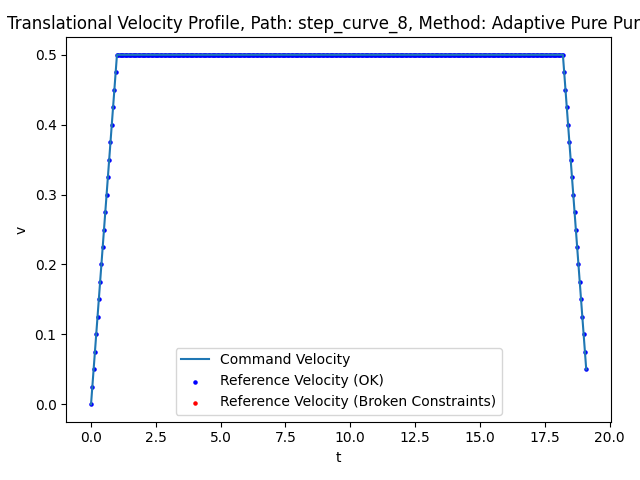 Translational Velocity Profile, Path: step_curve_8, Method: Adaptive Pure Pur
0.5
0.4
0.3
0.2
0.1
0.0
v
Command Velocity
Reference Velocity (OK)
Reference Velocity (Broken Constraints)
0.0 2.5 5.0 7.5 10.0 12.5 15.0 17.5 20.0
t